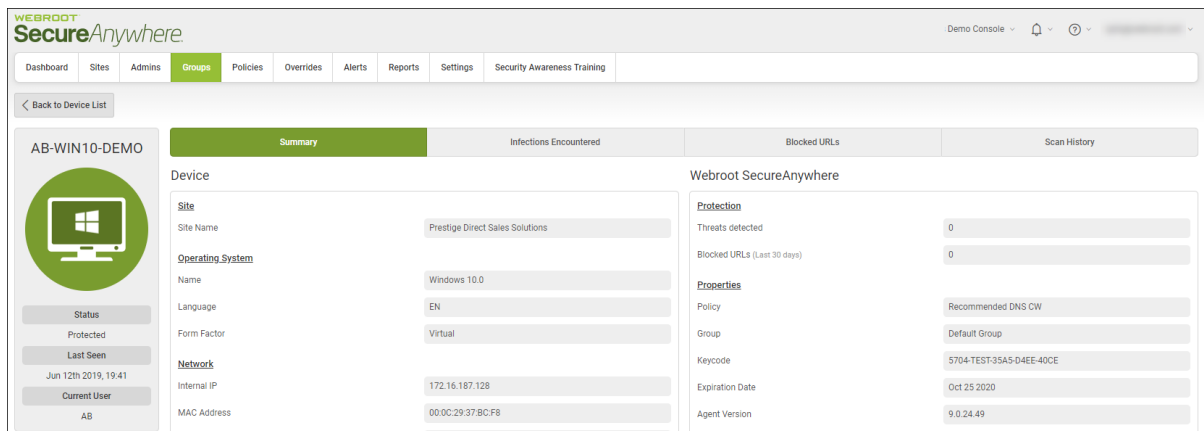 WEBROOT
SecureAnywhere.
Demo Console
Dashboard Sites Admins Groups Policies Overrides Alerts Reports Settings Security Awareness Training
Back to Device List
AB-WIN10-DEMO
Status
Protected
Last Seen
Jun 12th 2019, 19:41
Current User
AB
Summary Infections Encountered Blocked URLs Scan History
Device
Site
Site Name Prestige Direct Sales Solutions
Operating System
Name Windows 10.0
Language EN
Form Factor Virtual
Network
Internal IP 172.16.187.128
MAC Address 00:0C:29:37:BC:F8
Webroot SecureAnywhere
Protection
Threats detected 0
Blocked URLs (Last 30 days) 0
Properties
Policy Recommended DNS CW
Group Default Group
Keycode 5704-TEST-35A5-D4EE-40CE
Expiration Date Oct 25 2020
Agent Version 9.0.24.49